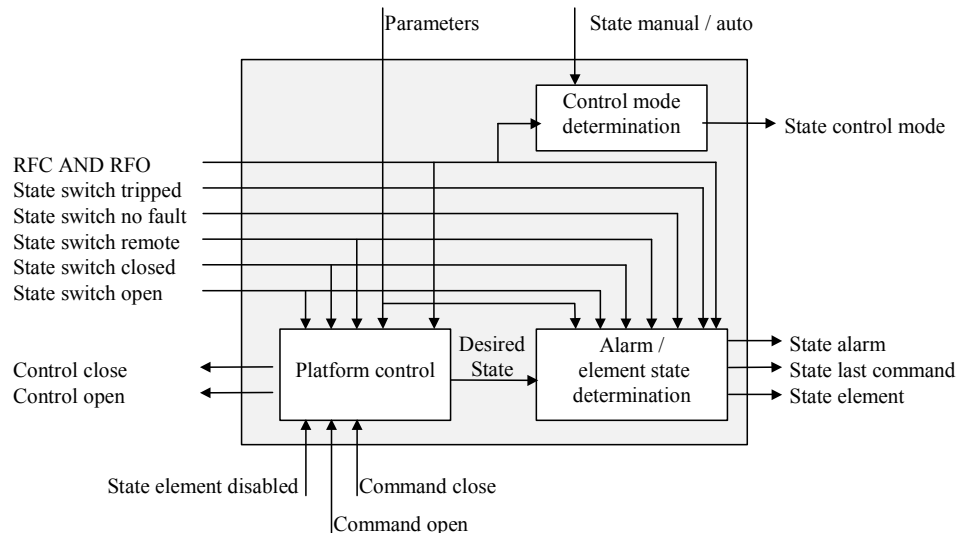 Parameters
State manual / auto
Control mode
determination
State control mode
RFC AND RFO
State switch tripped
State switch no fault
State switch remote
State switch closed
State switch open
Control close
Control open
Platform control
Desired
State
Alarm /
element state
determination
State alarm
State last command
State element
State element disabled
Command close
Command open